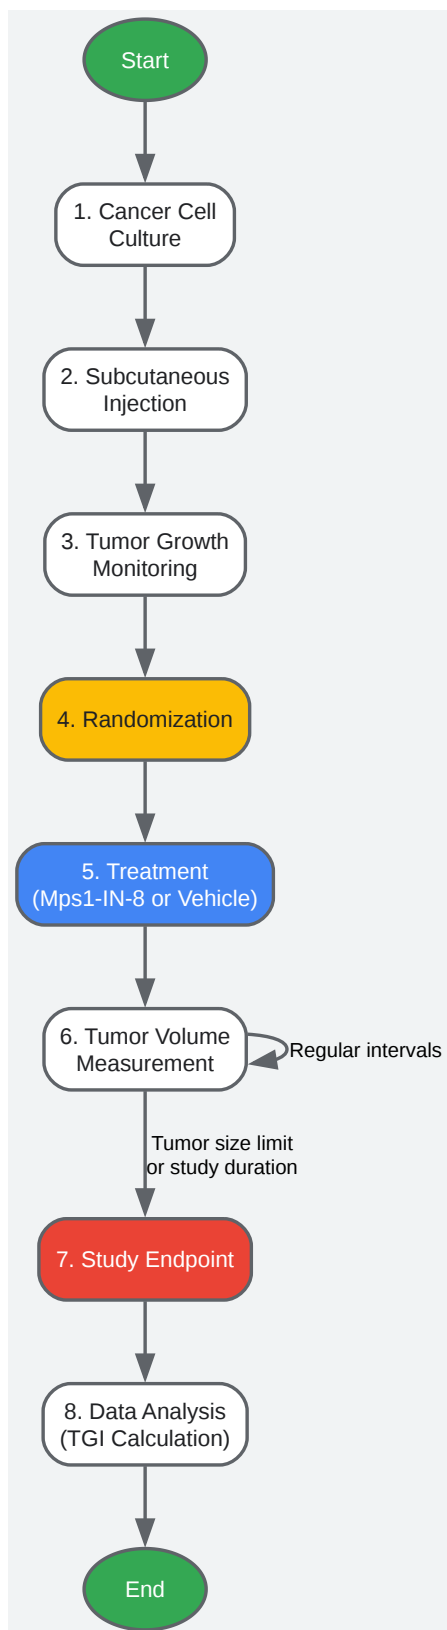 Start
1. Cancer Cell
Culture
2. Subcutaneous
Injection
3. Tumor Growth
Monitoring
4. Randomization
5. Treatment
(Mps1-IN-8 or Vehicle)
6. Tumor Volume
Measurement
Regular intervals
Tumor size limit
or study duration
7. Study Endpoint
8. Data Analysis
(TGI Calculation)
End